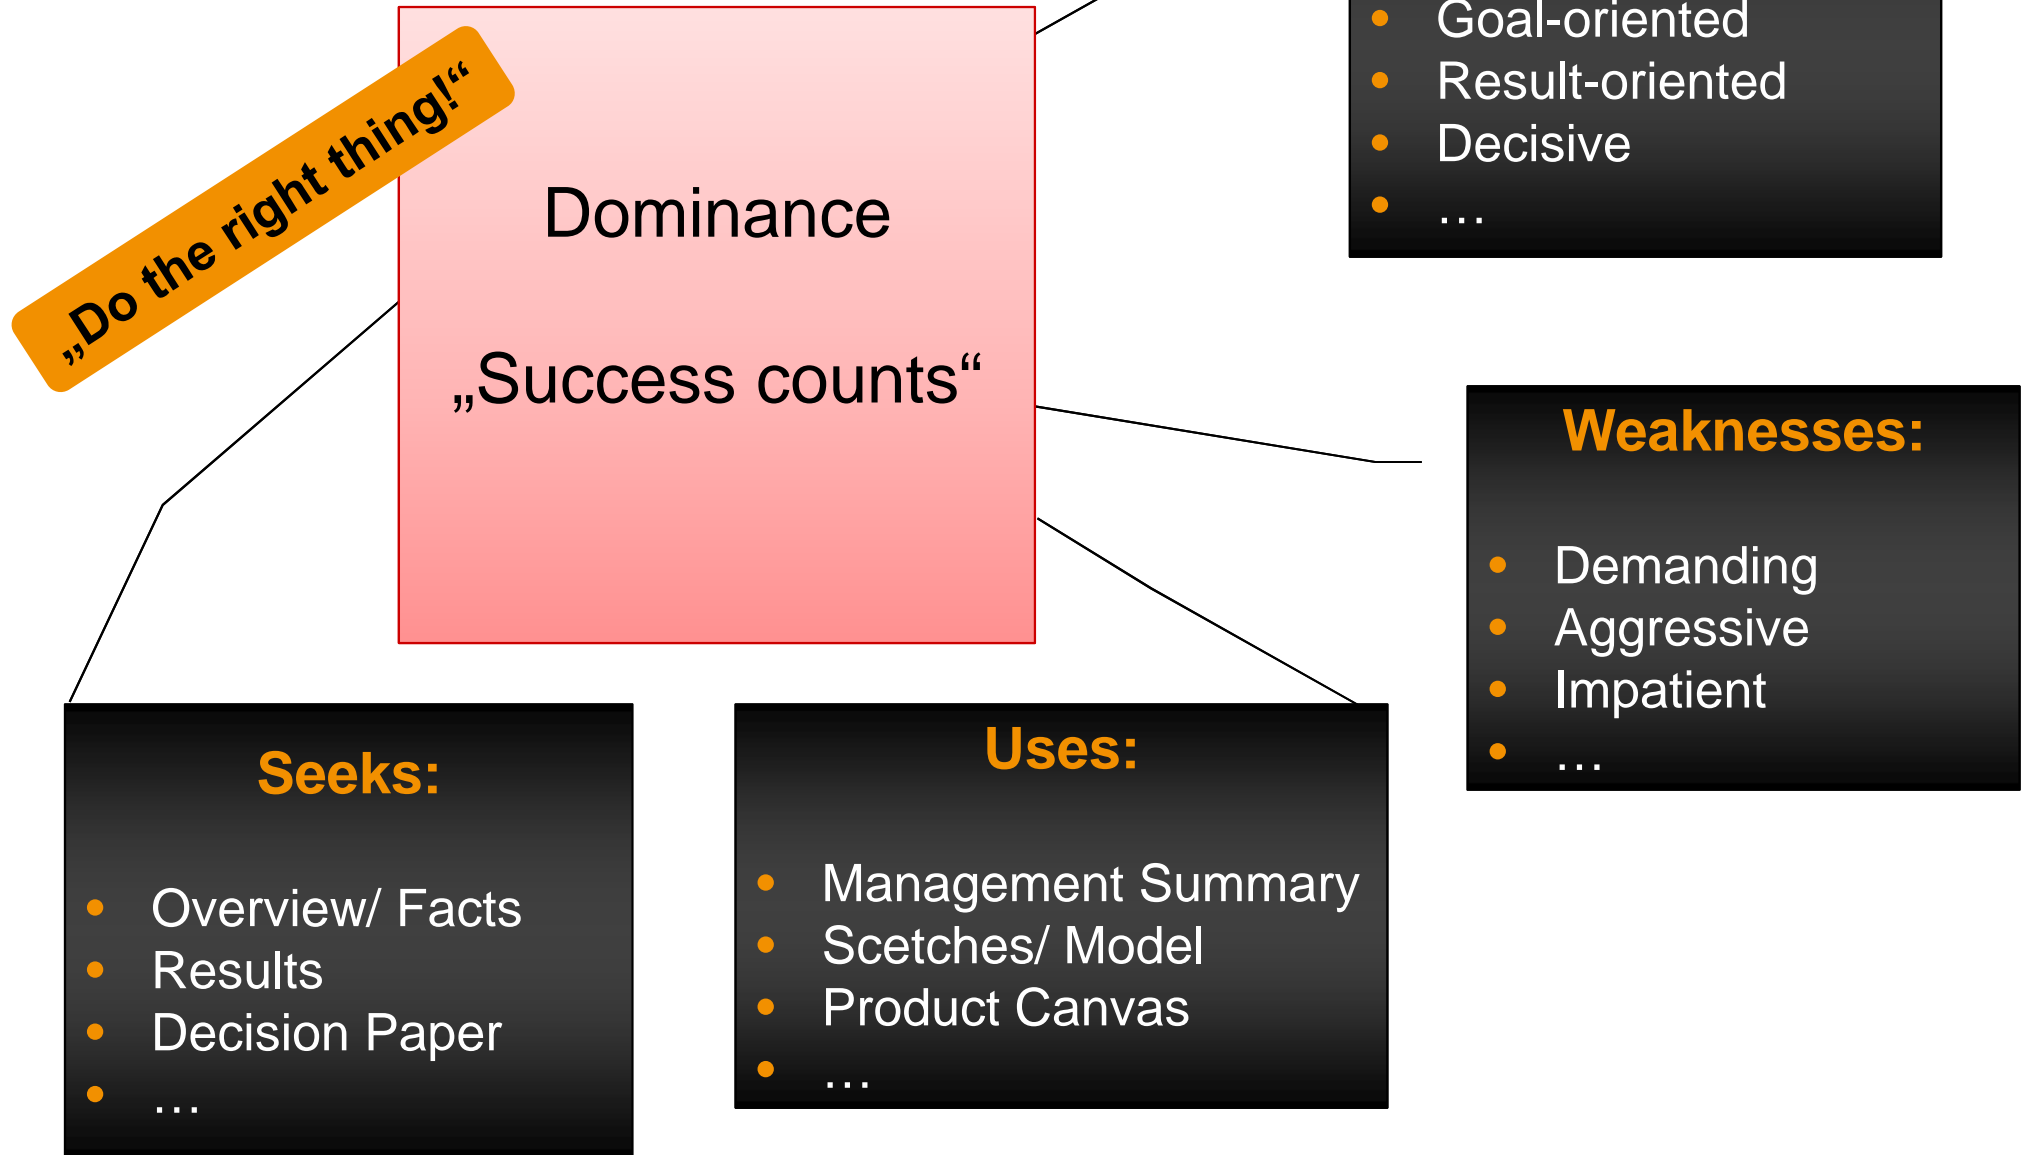 Goal-oriented
Result-oriented
Decisive
…
„Do the right thing!“
Dominance
„Success counts“
Weaknesses:
Demanding
Aggressive
Impatient
…
Seeks:
Overview/ Facts
Results
Decision Paper
…
Uses:
Management Summary
Scetches/ Model
Product Canvas
…